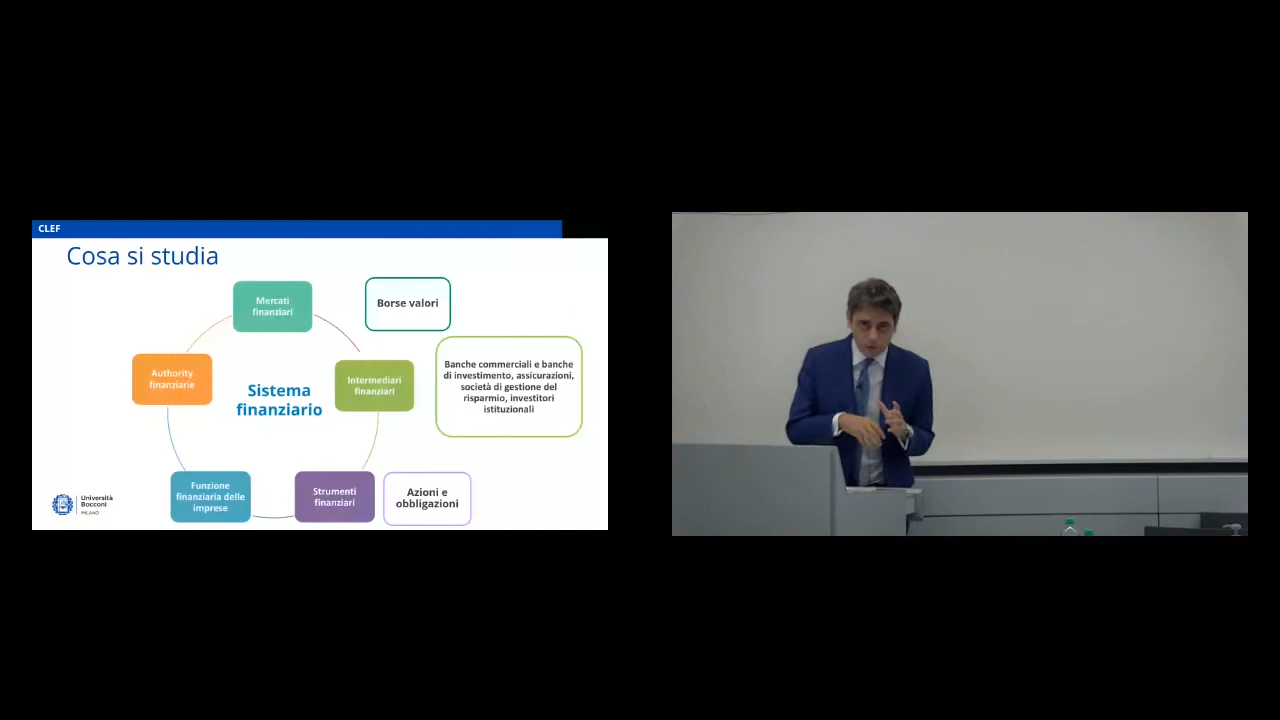 CLEF
Cosa si studia
Mercati
finanziari
Borse valori
Authority
finanziarie
Sistema
finanziario
Intermediari
finanziari
Banche commerciali e banche
di investimento, assicurazioni,
società di gestione del
risparmio, investitori
istituzionali
Funzione
finanziaria delle
imprese
Strumenti
finanziari
Azioni e
obbligazioni
Università
Bocconi
MILANO